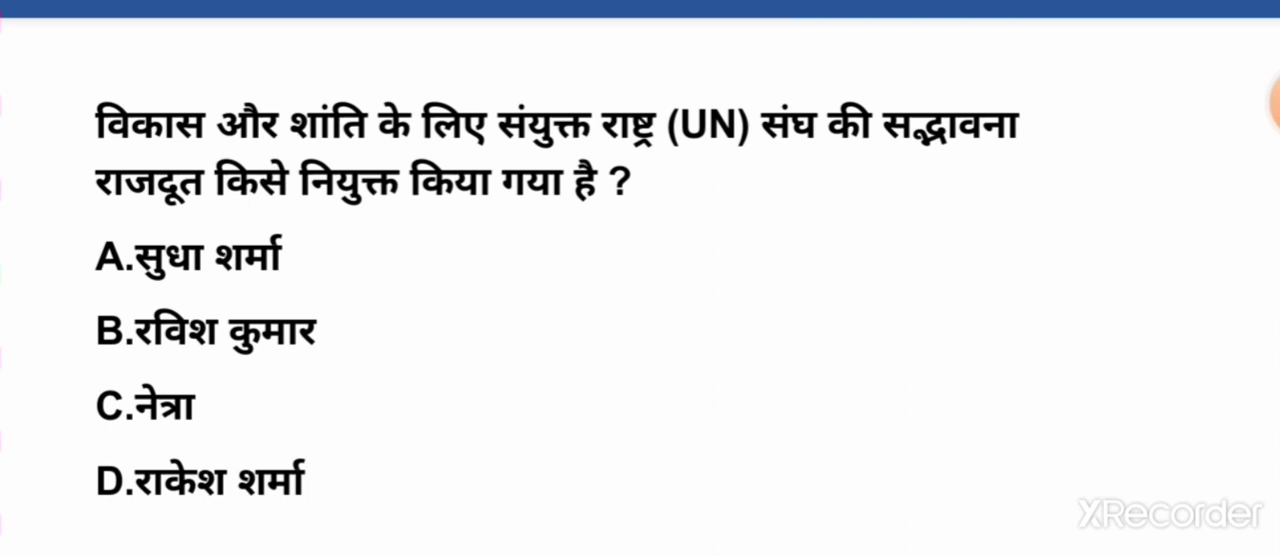 विकास और शांति के लिए संयुक्त राष्ट्र (UN) संघ की सद्भावना
राजदूत किसे नियुक्त किया गया है ?
A.सुधा शर्मा
B.रविश कुमार
C.नेत्रा
D.राकेश शर्मा
XRecorder